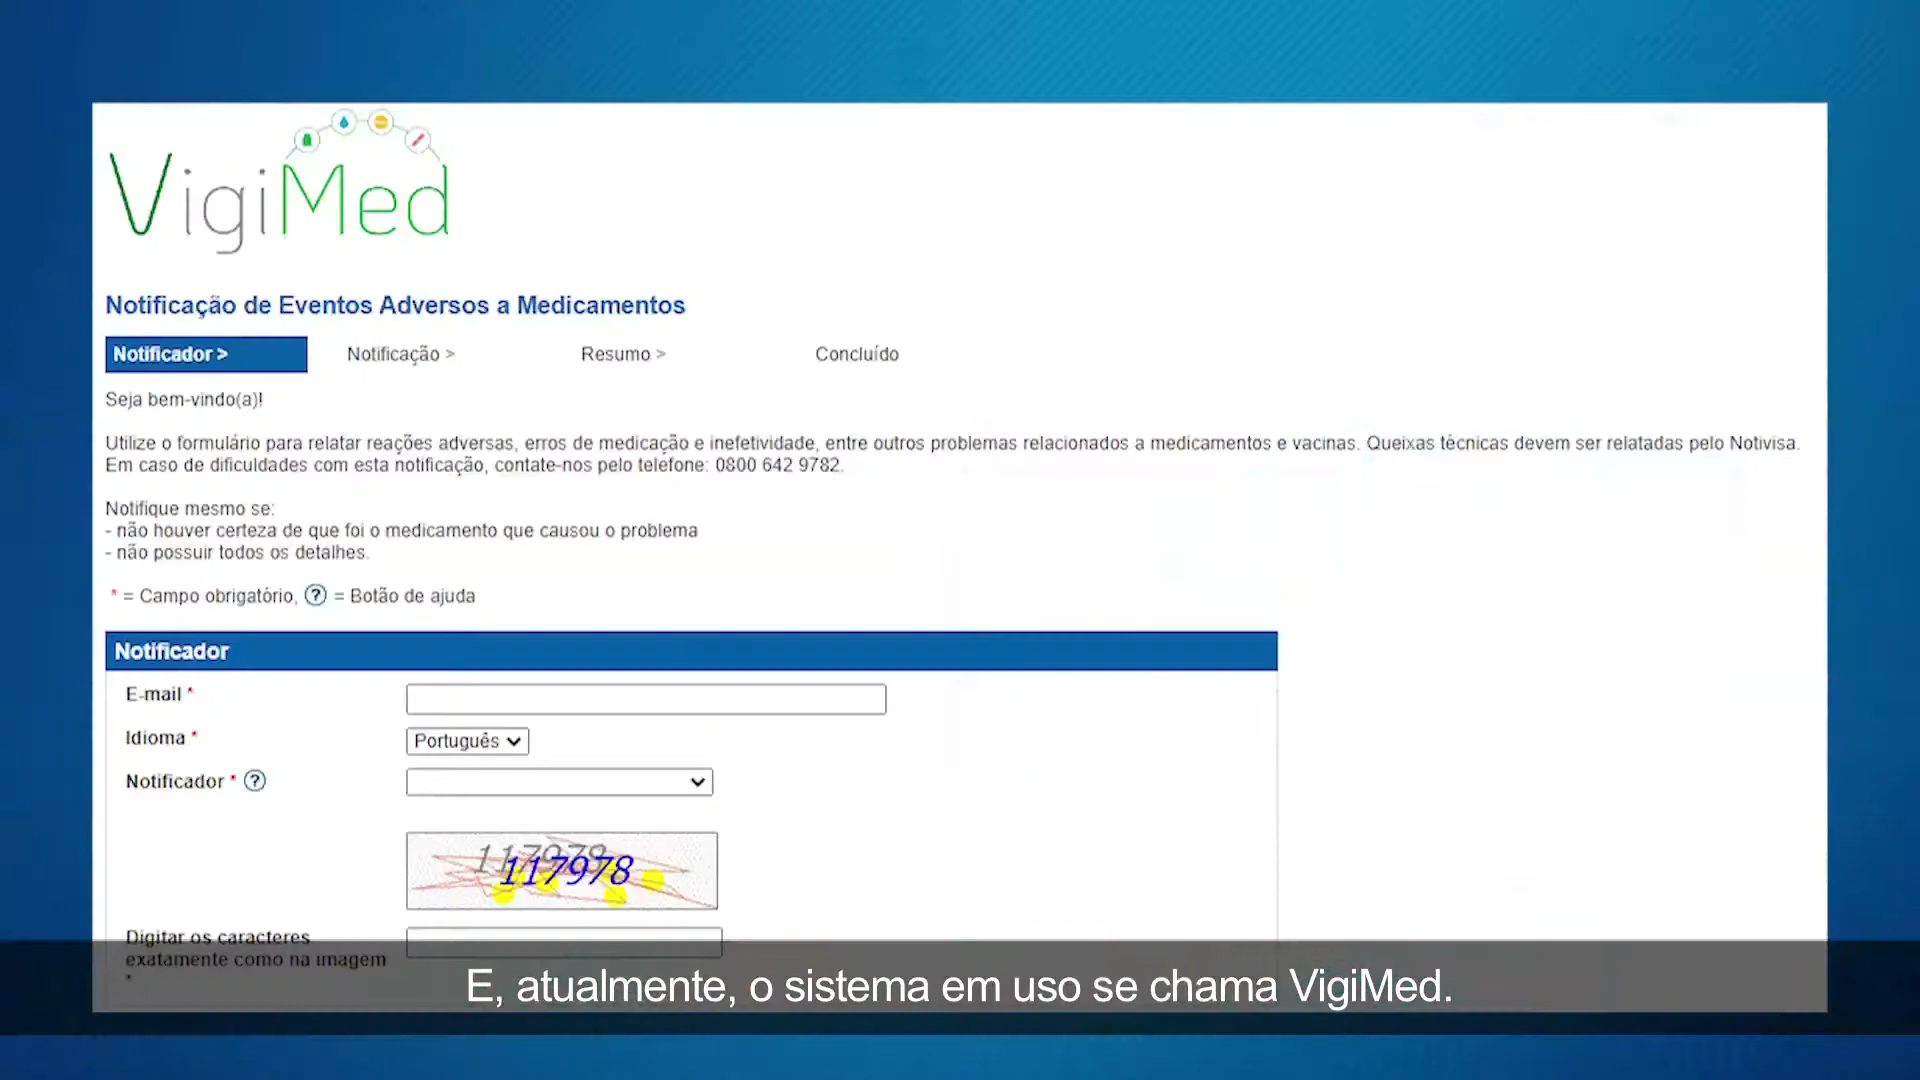 VigiMed
Notificação de Eventos Adversos a Medicamentos
Notificador > Notificação > Resumo > Concluído
Seja bem-vindo(a)!
Utilize o formulário para relatar reações adversas, erros de medicação e inefetividade, entre outros problemas relacionados a medicamentos e vacinas. Queixas técnicas devem ser relatadas pelo Notivisa.
Em caso de dificuldades com esta notificação, contate-nos pelo telefone: 0800 642 9782.
Notifique mesmo se:
- não houver certeza de que foi o medicamento que causou o problema
- não possuir todos os detalhes.
* = Campo obrigatório, ? = Botão de ajuda
Notificador
E-mail *
Idioma * Português
Notificador * ?
117978
117978
Digitar os caracteres
exatamente como na imagem
*
E, atualmente, o sistema em uso se chama VigiMed.